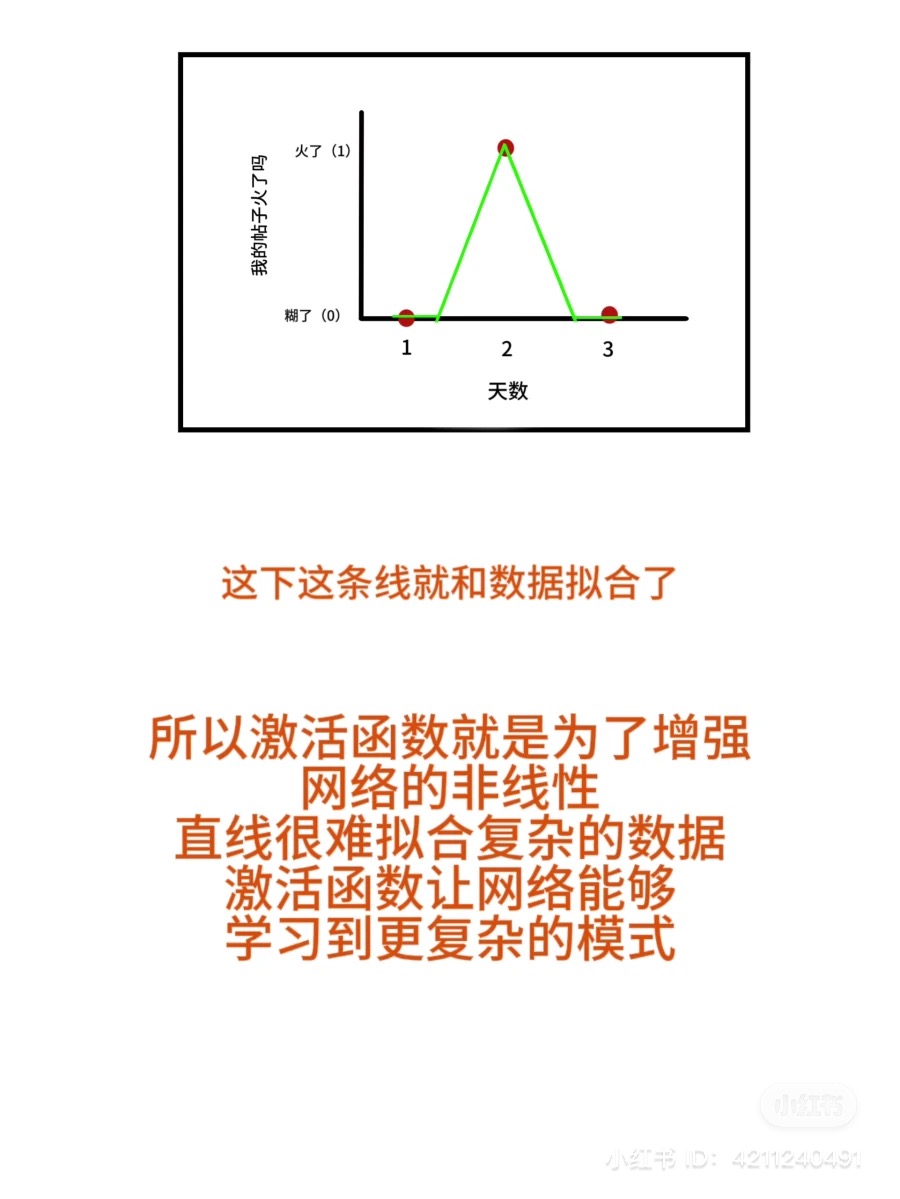 火了（1）
我的帖子火了吗
糊了（0）
1 2 3
天数
这下这条线就和数据拟合了
所以激活函数就是为了增强
网络的非线性
直线很难拟合复杂的数据
激活函数让网络能够
学习到更复杂的模式
小红书
小红书 ID：4211240491